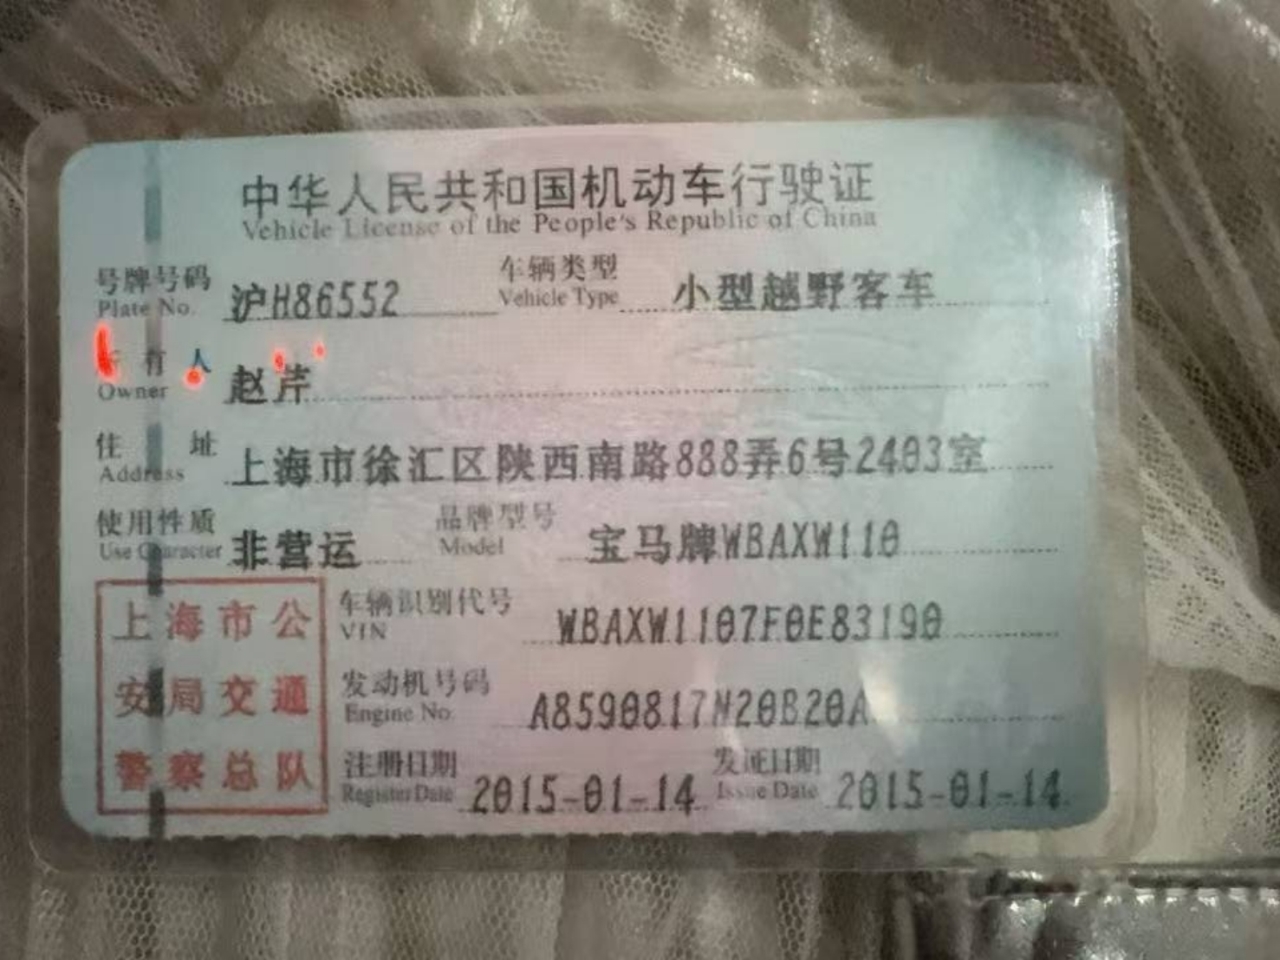 中华人民共和国机动车行驶证
Vehicle License of the People's Republic of China
号牌号码 沪H86552 车辆类型 小型越野客车
Plate No. Vehicle Type
所有人 赵芹
Owner
住址 上海市徐汇区陕西南路888弄6号2403室
Address
使用性质 非营运 品牌型号 宝马牌WBAXW110
Use Character Model
上海市公
安局交通
警察总队
车辆识别代号 WBAXW1107F0E83190
VIN
发动机号码 A8590817N20B20A
Engine No.
注册日期 2015-01-14 发证日期 2015-01-14
Register Date Issue Date